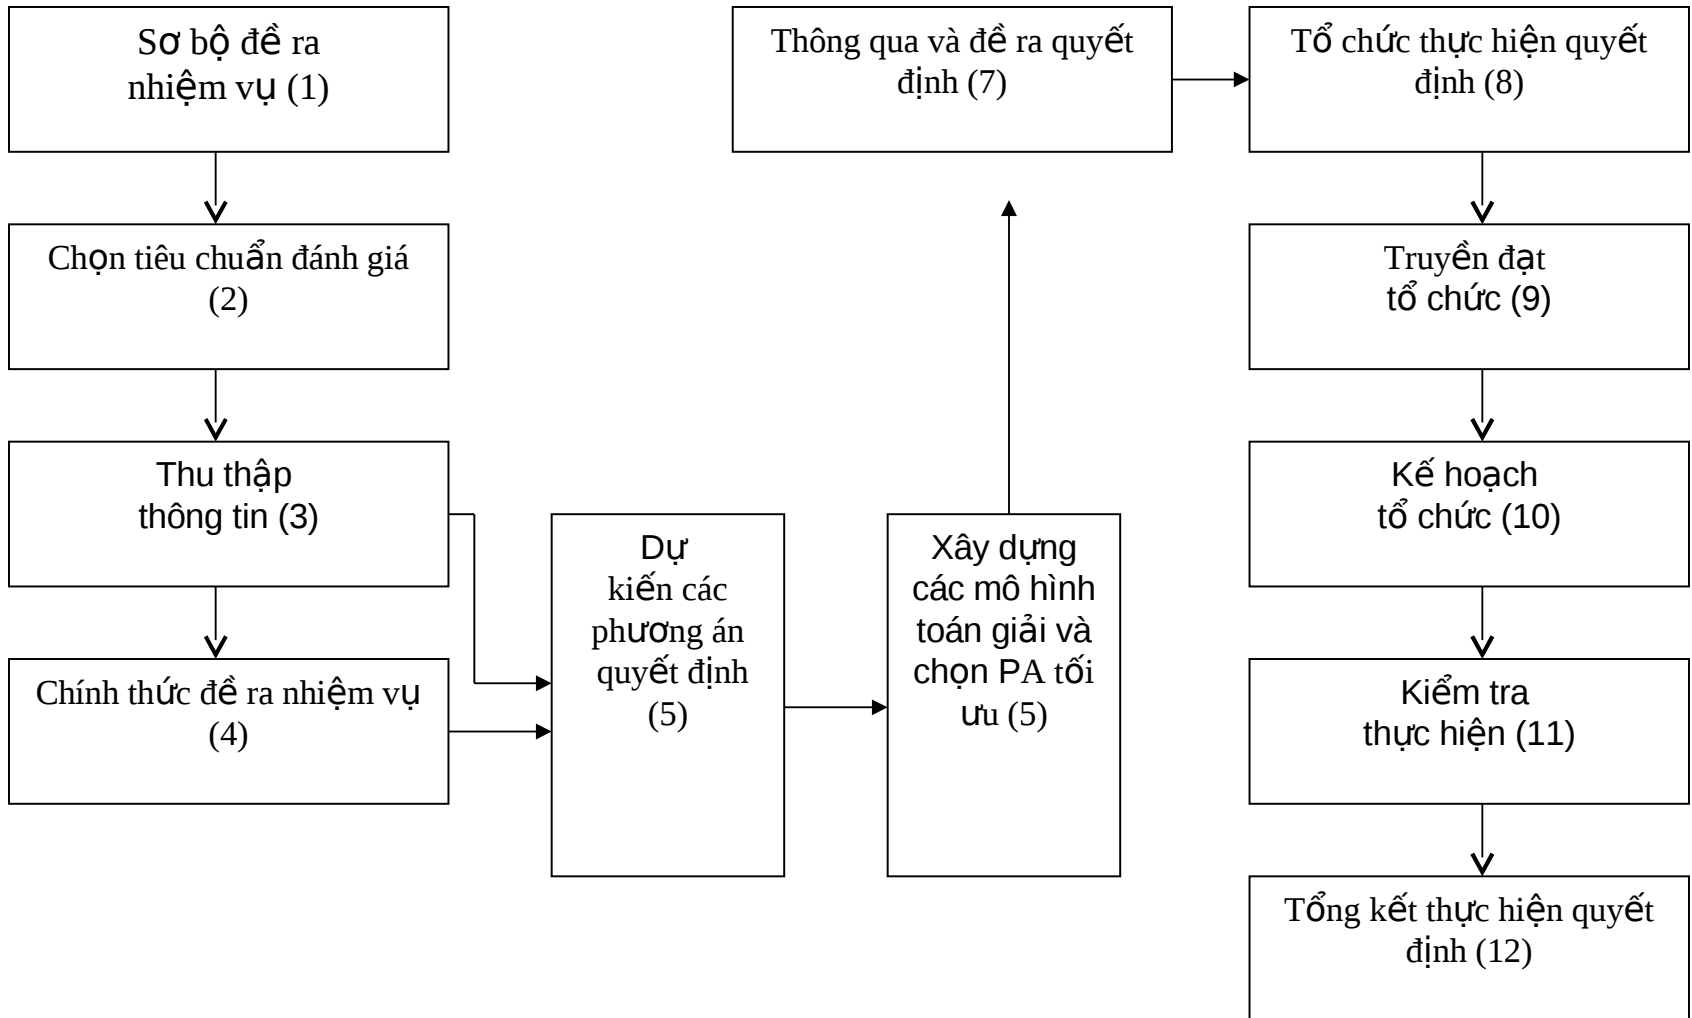 Sơ bộ đề ra
nhiệm vụ (1)
Chọn tiêu chuẩn đánh giá
(2)
Thu thập
thông tin (3)
Chính thức đề ra nhiệm vụ
(4)
Dự
kiến các
phương án
quyết định
(5)
Xây dựng
các mô hình
toán giải và
chọn PA tối
ưu (5)
Thông qua và đề ra quyết
định (7)
Tổ chức thực hiện quyết
định (8)
Truyền đạt
tổ chức (9)
Kế hoạch
tổ chức (10)
Kiểm tra
thực hiện (11)
Tổng kết thực hiện quyết
định (12)